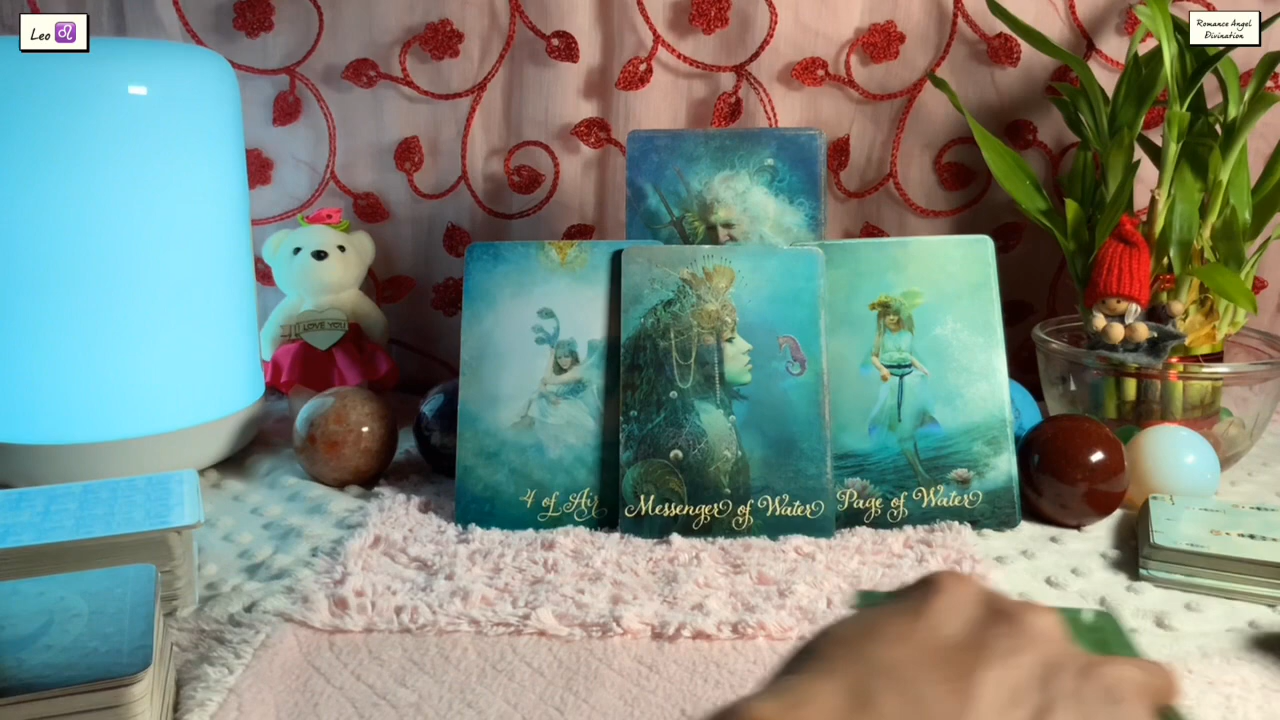 Leo ♌
Romance Angel
Divination
I LOVE YOU
4 of Air
Messenger of Water
Page of Water